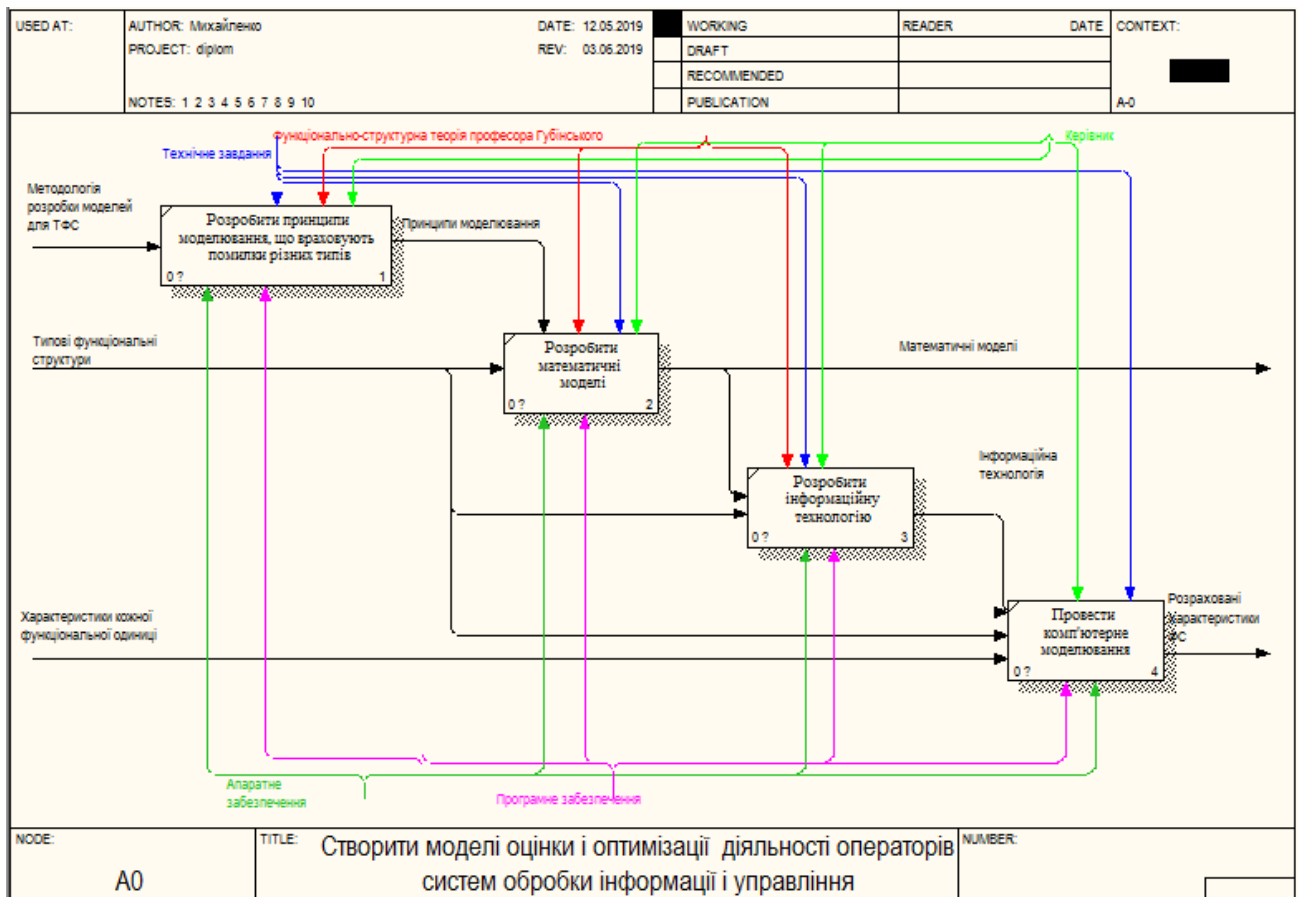 USED AT:
AUTHOR: Михайленко
DATE: 12.05.2019
WORKING
READER
DATE
CONTEXT:
PROJECT: diplom
REV: 03.06.2019
DRAFT
RECOMMENDED
NOTES: 1 2 3 4 5 6 7 8 9 10
PUBLICATION
A-0
Функціонально-структурна теорія професора Губінського
Керівник
Технічне завдання
Методологія
розробки моделей
для ТФС
Розробити принципи
моделювання, що враховують
помилки різних типів
0 ?
1
Принципи моделювання
Типові функціональні
структури
Розробити
математичні
моделі
0 ?
2
Математичні моделі
Інформаційна
технологія
Розробити
інформаційну
технологію
0 ?
3
Характеристики кожної
функціональної одиниці
Провести
комп'ютерне
моделювання
0 ?
4
Розраховані
характеристики
ФС
Апаратне
забезпечення
Програмне забезпечення
NODE:
A0
TITLE:
Створити моделі оцінки і оптимізації діяльності операторів
систем обробки інформації і управління
NUMBER: